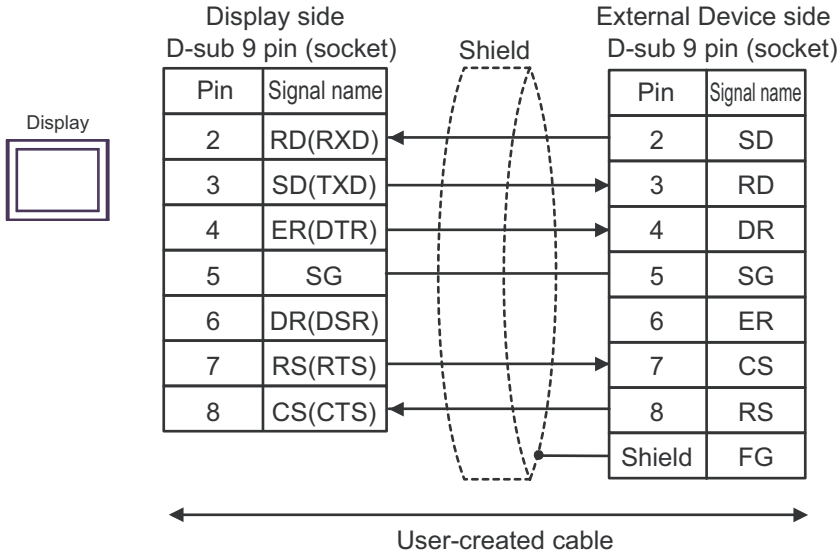 Display side
D-sub 9 pin (socket)
Shield
External Device side
D-sub 9 pin (socket)
Display
Pin Signal name
2 RD(RXD)
3 SD(TXD)
4 ER(DTR)
5 SG
6 DR(DSR)
7 RS(RTS)
8 CS(CTS)
Pin Signal name
2 SD
3 RD
4 DR
5 SG
6 ER
7 CS
8 RS
Shield FG
User-created cable